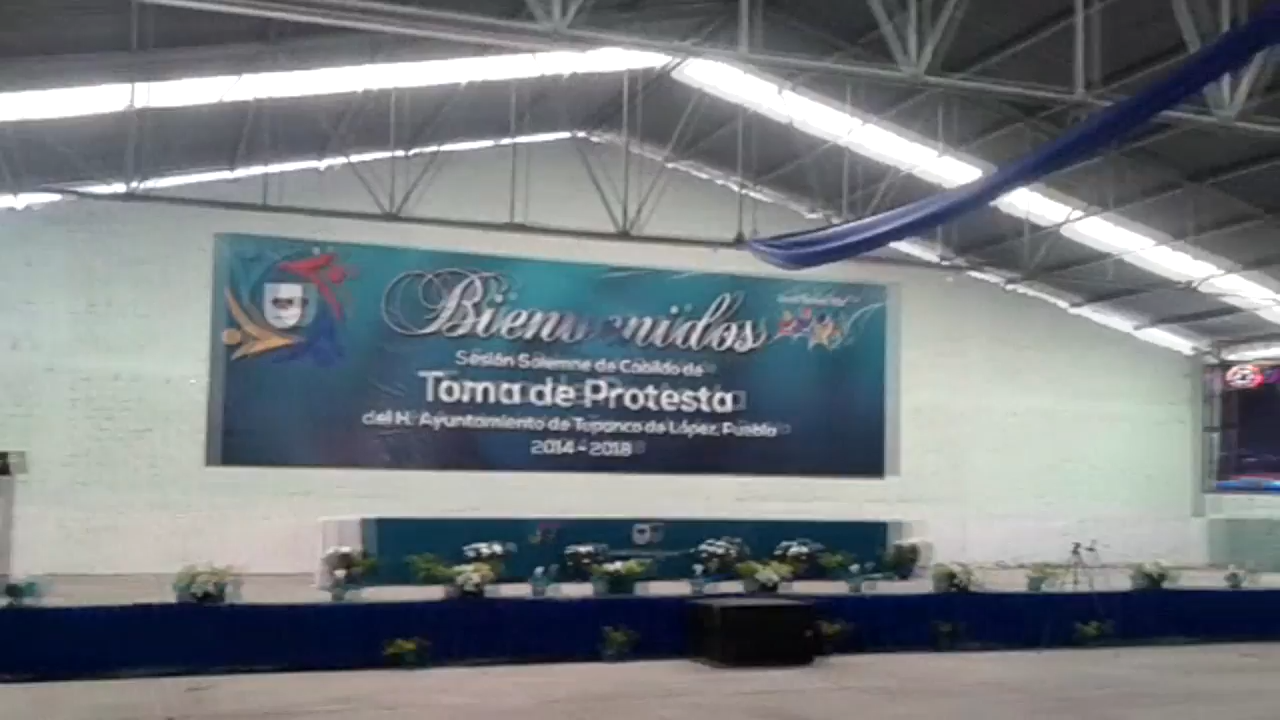 Bienvenidos
Sesión Solemne de Cabildo de
Toma de Protesta
del H. Ayuntamiento de Tepanco de López, Puebla
2014 - 2018